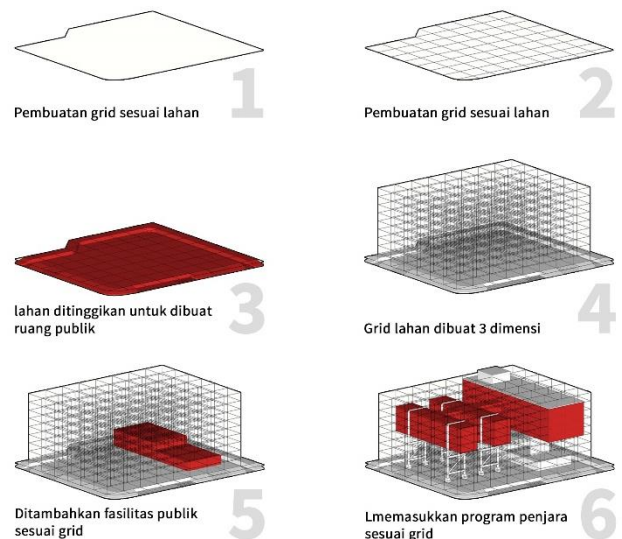 1
Pembuatan grid sesuai lahan
2
Pembuatan grid sesuai lahan
3
lahan ditinggikan untuk dibuat
ruang publik
4
Grid lahan dibuat 3 dimensi
5
Ditambahkan fasilitas publik
sesuai grid
6
Lmemasukkan program penjara
sesuai grid